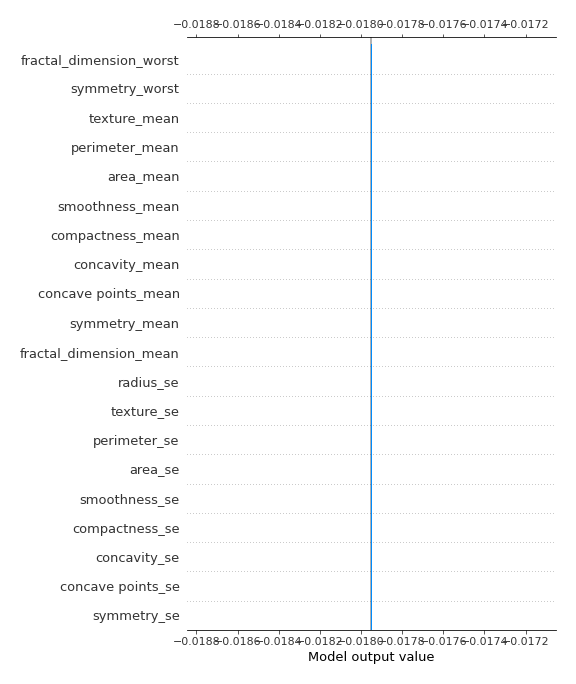 −0.0188−0.0186−0.0184−0.0182−0.0180−0.0178−0.0176−0.0174−0.0172
fractal_dimension_worst
symmetry_worst
texture_mean
perimeter_mean
area_mean
smoothness_mean
compactness_mean
concavity_mean
concave points_mean
symmetry_mean
fractal_dimension_mean
radius_se
texture_se
perimeter_se
area_se
smoothness_se
compactness_se
concavity_se
concave points_se
symmetry_se
−0.0188−0.0186−0.0184−0.0182−0.0180−0.0178−0.0176−0.0174−0.0172
Model output value